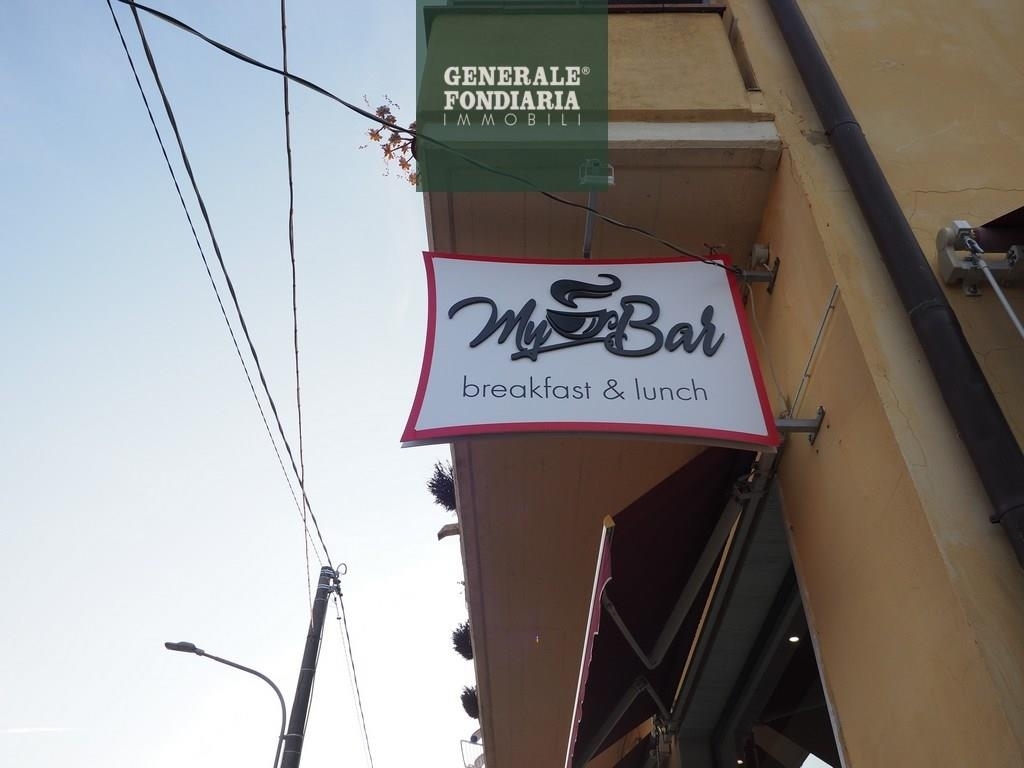 GENERALE®
FONDIARIA
IMMOBILI
My Bar
breakfast & lunch